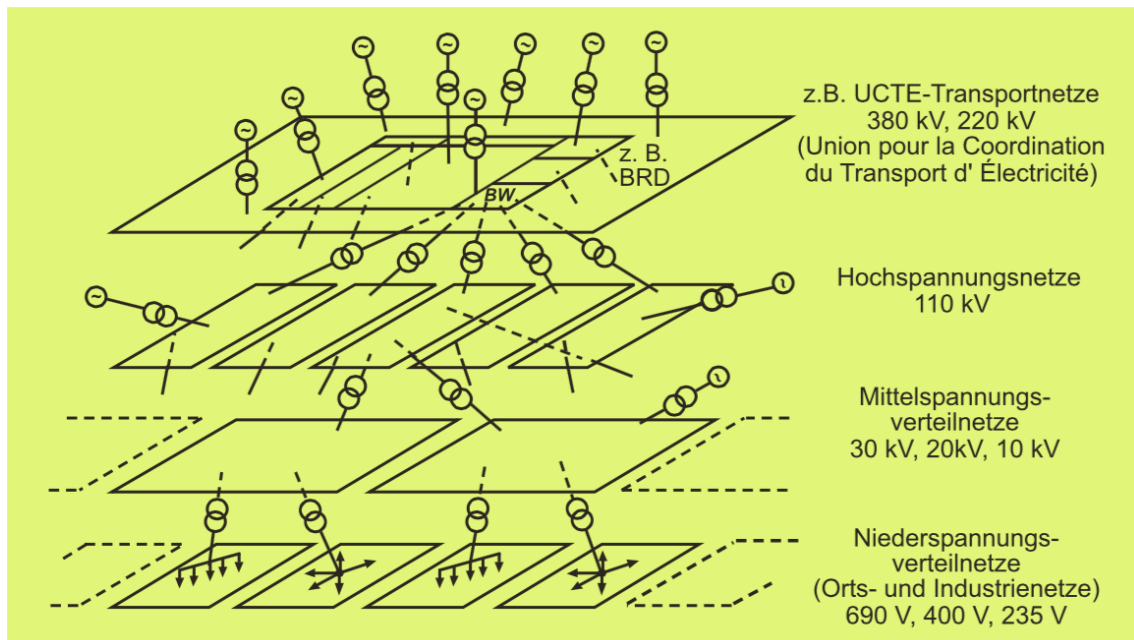 z.B. UCTE-Transportnetze
380 kV, 220 kV
(Union pour la Coordination
du Transport d' Électricité)
z. B.
BRD
BW
Hochspannungsnetze
110 kV
Mittelspannungs-
verteilnetze
30 kV, 20kV, 10 kV
Niederspannungs-
verteilnetze
(Orts- und Industrienetze)
690 V, 400 V, 235 V